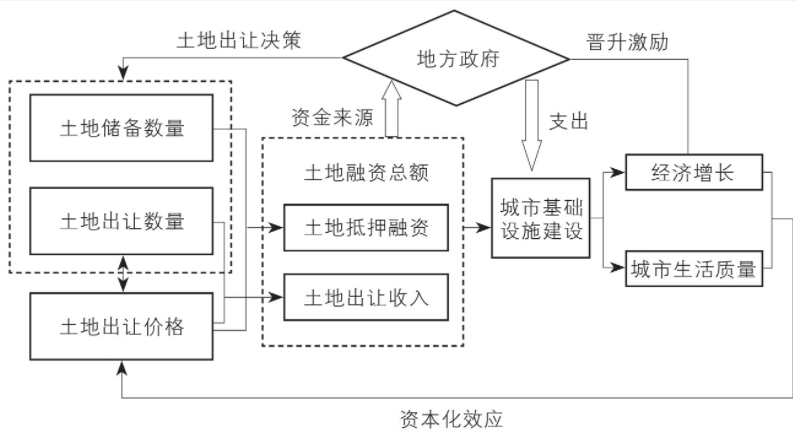 土地出让决策
地方政府
晋升激励
土地储备数量
资金来源
支出
土地融资总额
经济增长
土地出让数量
土地抵押融资
城市基础
设施建设
城市生活质量
土地出让收入
土地出让价格
资本化效应